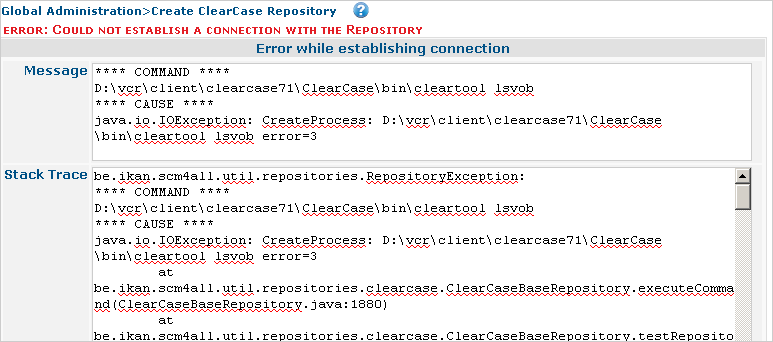 Global Administration>Create ClearCase Repository ?
ERROR: COULD NOT ESTABLISH A CONNECTION WITH THE REPOSITORY
Error while establishing connection
Message
**** COMMAND ****
D:\vcr\client\clearcase71\ClearCase\bin\cleartool lsvob
**** CAUSE ****
java.io.IOException: CreateProcess: D:\vcr\client\clearcase71\ClearCase
\bin\cleartool lsvob error=3
Stack Trace
be.ikan.scm4all.util.repositories.RepositoryException:
**** COMMAND ****
D:\vcr\client\clearcase71\ClearCase\bin\cleartool lsvob
**** CAUSE ****
java.io.IOException: CreateProcess: D:\vcr\client\clearcase71\ClearCase
\bin\cleartool lsvob error=3
at
be.ikan.scm4all.util.repositories.clearcase.ClearCaseBaseRepository.executeComma
nd(ClearCaseBaseRepository.java:1880)
at
be.ikan.scm4all.util.repositories.clearcase.ClearCaseBaseRepository.testReposito